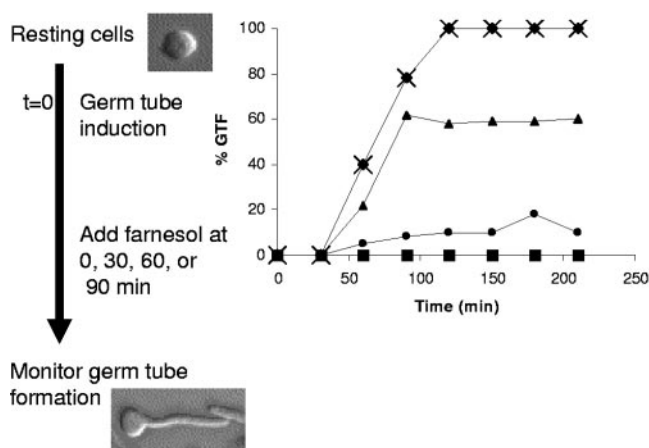 Resting cells
t=0
Germ tube
induction
Add farnesol at
0, 30, 60, or
90 min
Monitor germ tube
formation
% GTF
100
80
60
40
20
0
0
50
100
150
200
250
Time (min)